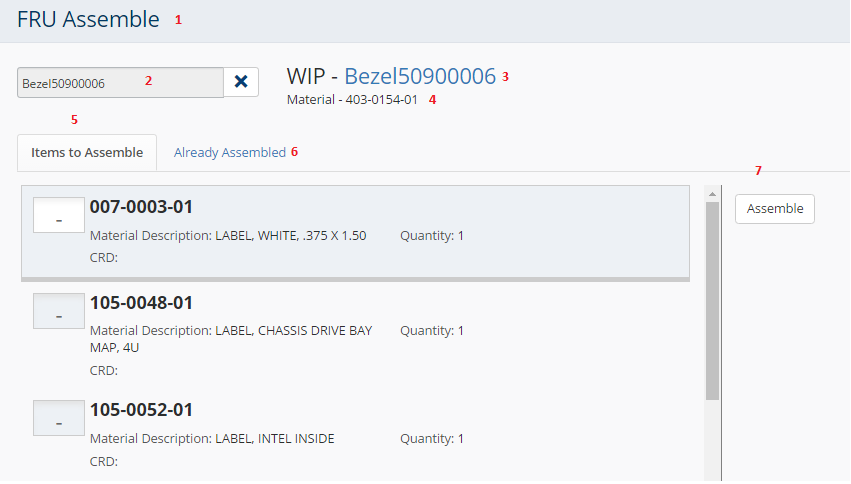 FRU Assemble 1
Bezel50900006 2
WIP - Bezel50900006 3
Material - 403-0154-01 4
5
Items to Assemble Already Assembled 6
7
Assemble
- 007-0003-01
Material Description: LABEL, WHITE, .375 X 1.50 Quantity: 1
CRD:
- 105-0048-01
Material Description: LABEL, CHASSIS DRIVE BAY Quantity: 1
MAP, 4U
CRD:
- 105-0052-01
Material Description: LABEL, INTEL INSIDE Quantity: 1
CRD: